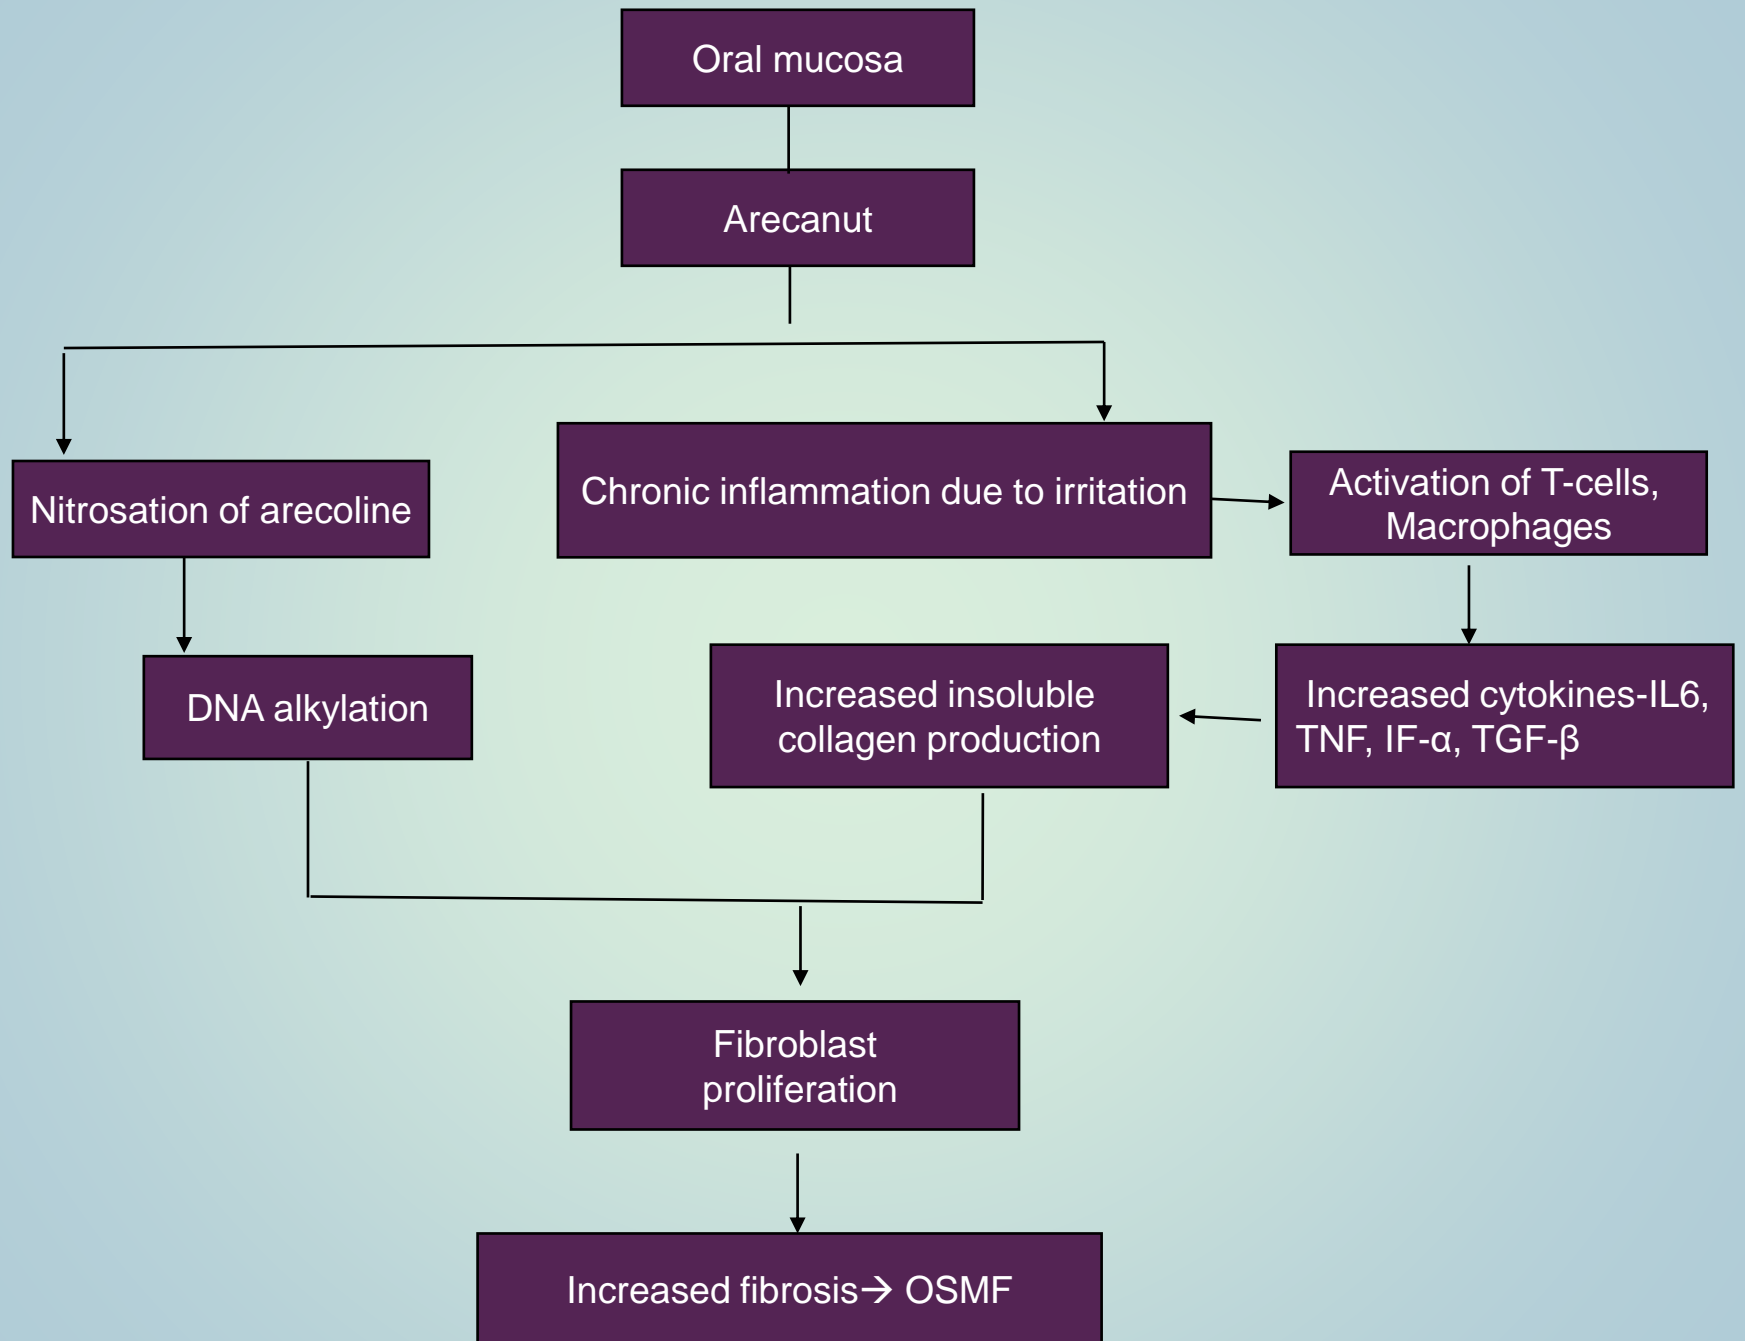 Oral mucosa
Arecanut
Nitrosation of arecoline
Chronic inflammation due to irritation
Activation of T-cells,
Macrophages
DNA alkylation
Increased insoluble
collagen production
Increased cytokines-IL6,
TNF, IF-α, TGF-β
Fibroblast
proliferation
Increased fibrosis→ OSMF